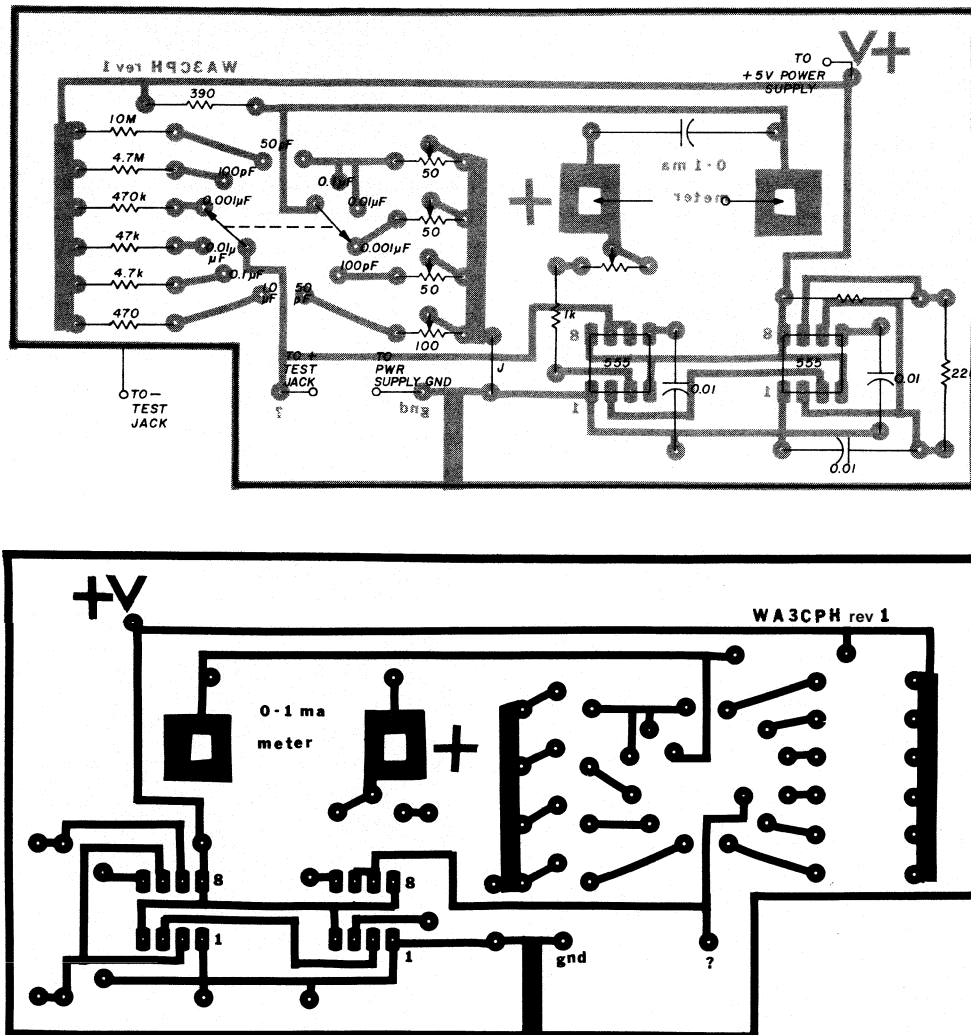 TO
V+
+5V POWER
SUPPLY
WA3CPH rev 1
390
10M
4.7M
470k
47k
4.7k
470
50pF
100pF
0.001µF
0.01µ
µF
0.1µF
1.0
µF
0.1µF
0.01µF
0.001µF
100pF
50
pF
50
50
50
100
0-1 ma
meter
+
1k
8
555
1
0.01
8
555
1
0.01
0.01
TO +
TEST
JACK
?
TO
PWR
SUPPLY GND
gnd
J
TO −
TEST
JACK
+V
WA3CPH rev 1
0-1 ma
meter
+
8
8
1
1
gnd
?